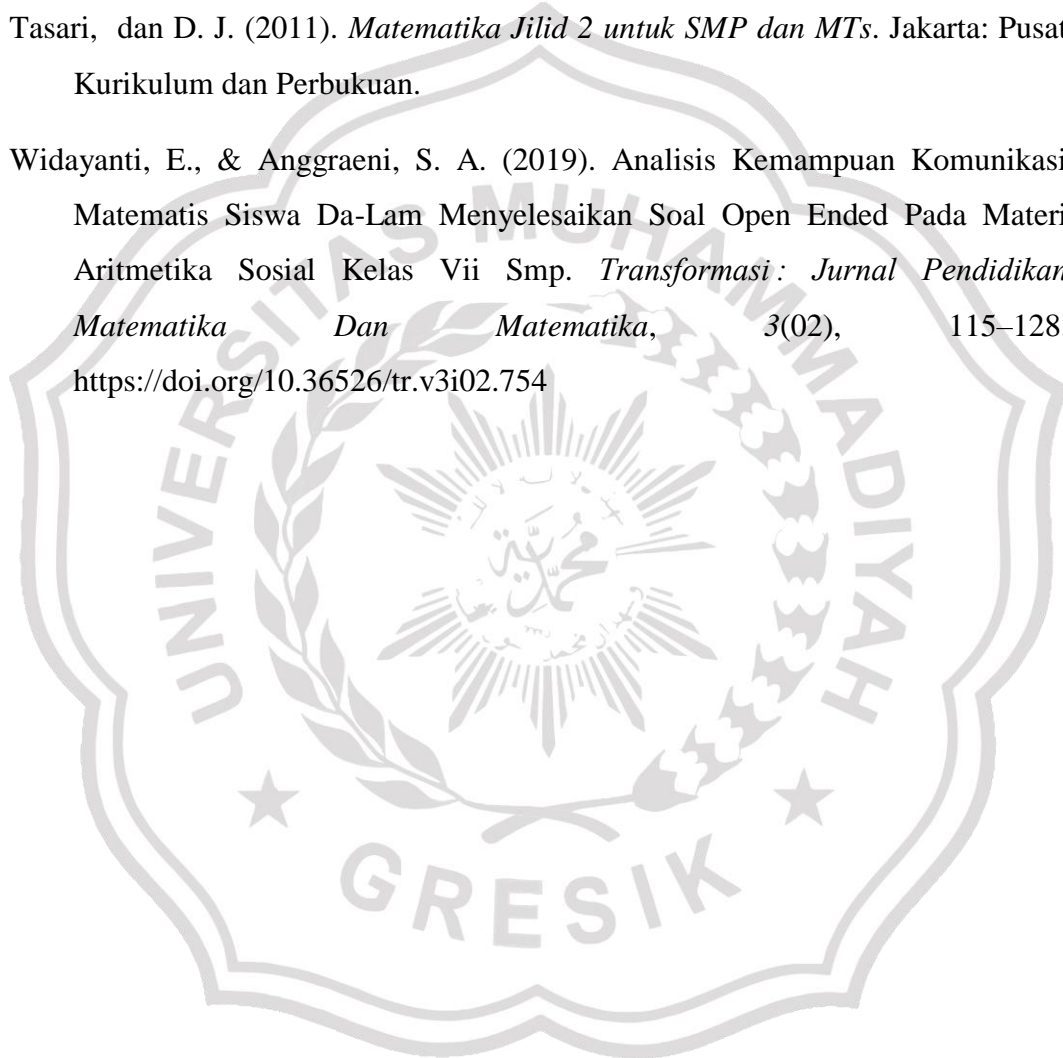 Tasari, dan D. J. (2011). Matematika Jilid 2 untuk SMP dan MTs. Jakarta: Pusat
Kurikulum dan Perbukuan.
Widayanti, E., & Anggraeni, S. A. (2019). Analisis Kemampuan Komunikasi
Matematis Siswa Da-Lam Menyelesaikan Soal Open Ended Pada Materi
Aritmetika Sosial Kelas Vii Smp. Transformasi : Jurnal Pendidikan
Matematika Dan Matematika, 3(02), 115–128
https://doi.org/10.36526/tr.v3i02.754
UNIVERSITAS MUHAMMADIYAH
محمدية
GRESIK